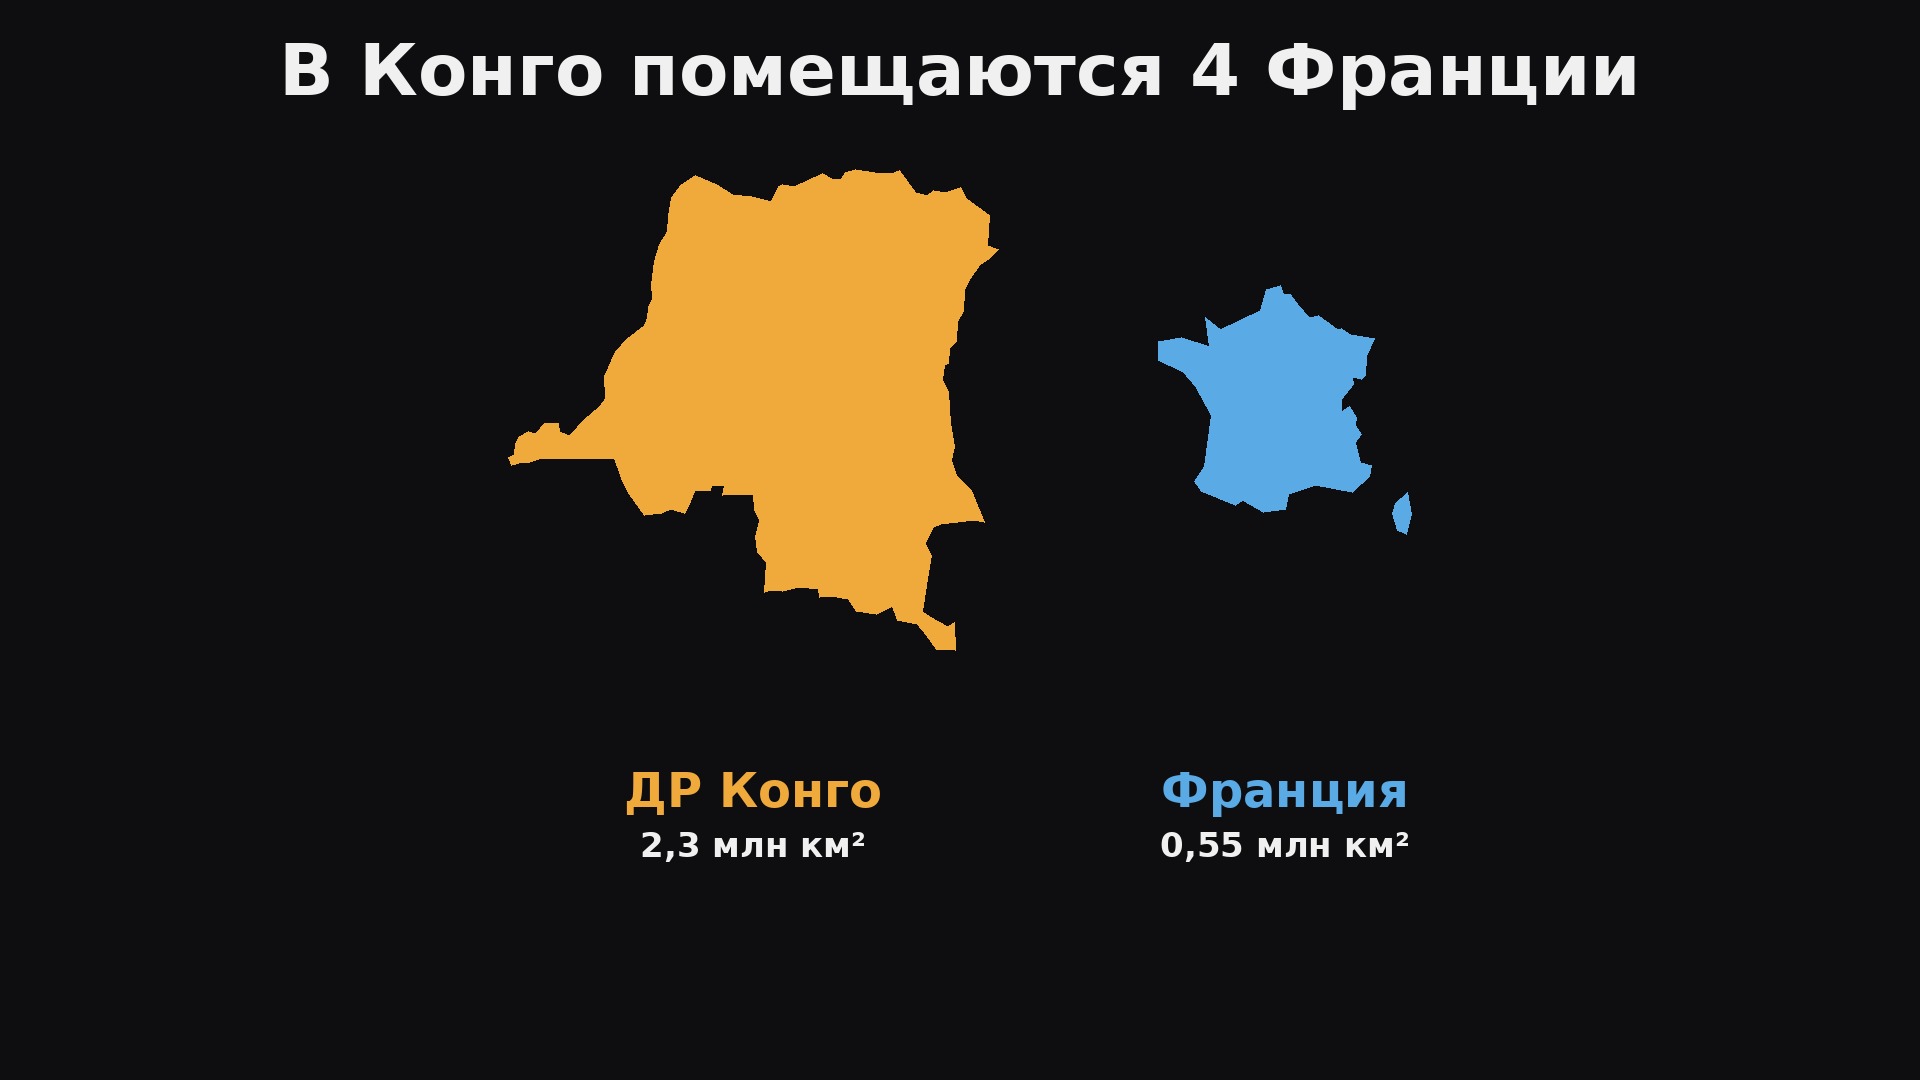 В Конго помещаются 4 Франции
ДР Конго
2,3 млн км²
Франция
0,55 млн км²